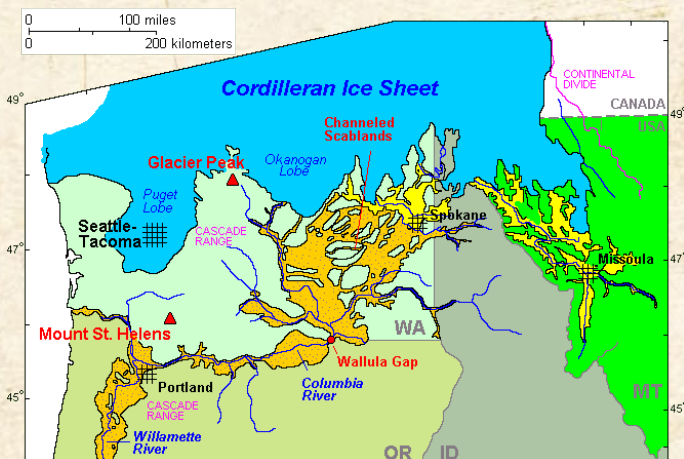 0 100 miles
0 200 kilometers
Cordilleran Ice Sheet
CONTINENTAL
DIVIDE
CANADA
USA
49°
49°
Channeled
Scablands
Glacier Peak
Okanogan
Lobe
Puget
Lobe
Seattle-
Tacoma
CASCADE
RANGE
Spokane
47°
47°
Missoula
Mount St. Helens
WA
Wallula Gap
Portland
Columbia
River
CASCADE
RANGE
MT
45°
45°
Willamette
River
OR
ID